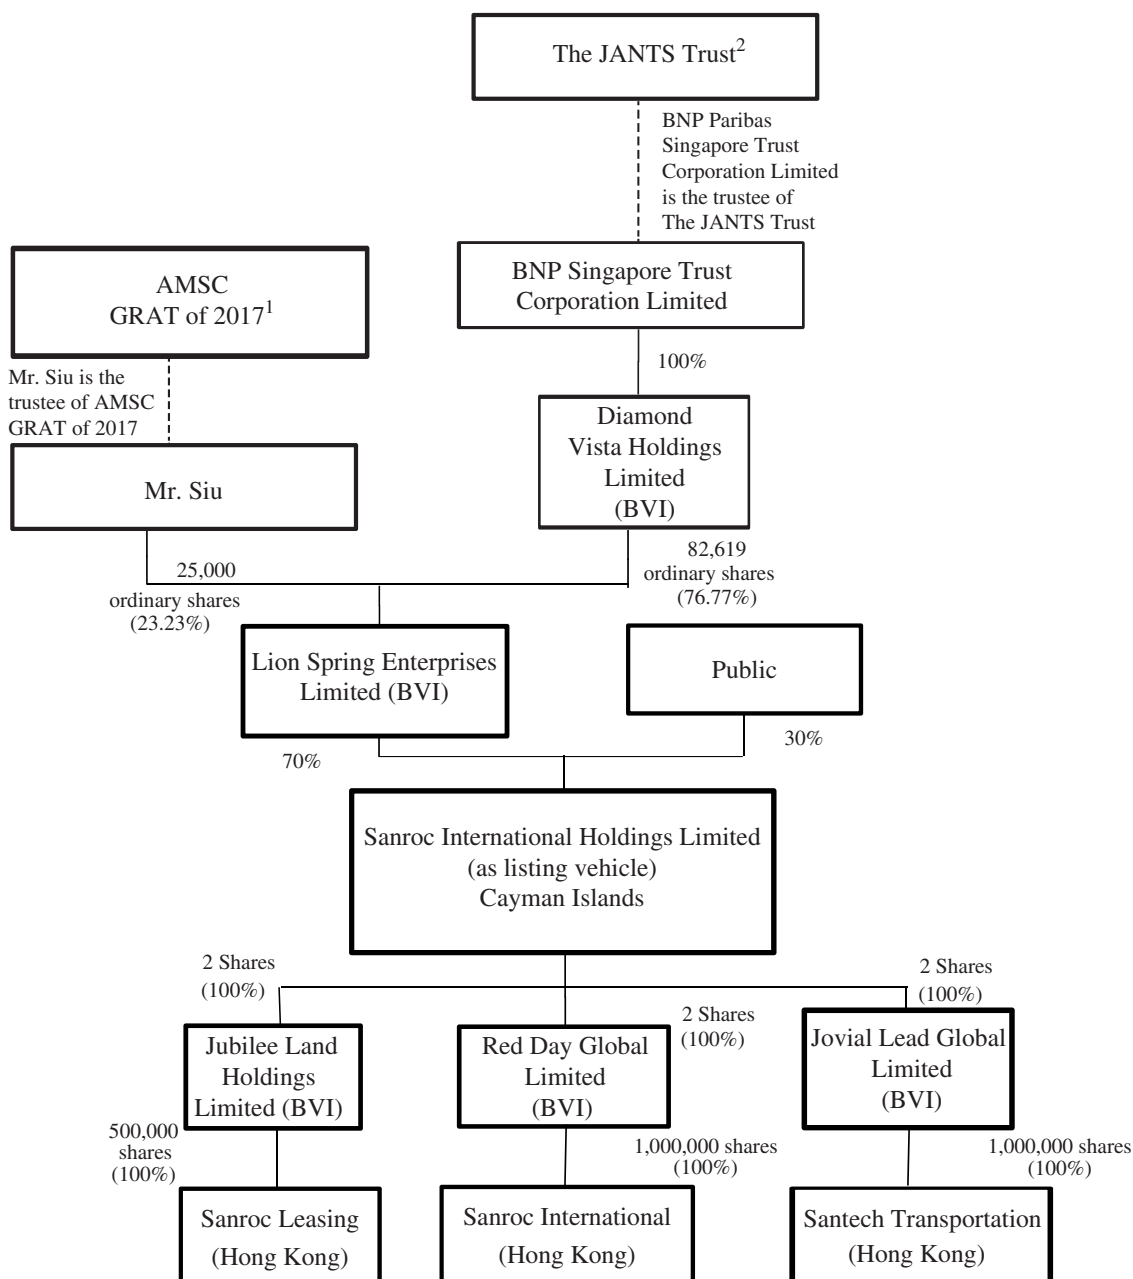 The JANTS Trust2
BNP Paribas
Singapore Trust
Corporation Limited
is the trustee of
The JANTS Trust
AMSC
GRAT of 20171
BNP Singapore Trust
Corporation Limited
Mr. Siu is the
trustee of AMSC
GRAT of 2017
100%
Mr. Siu
Diamond
Vista Holdings
Limited
(BVI)
25,000
ordinary shares
(23.23%)
82,619
ordinary shares
(76.77%)
Lion Spring Enterprises
Limited (BVI)
Public
70%
30%
Sanroc International Holdings Limited
(as listing vehicle)
Cayman Islands
2 Shares
(100%)
2 Shares
(100%)
2 Shares
(100%)
Jubilee Land
Holdings
Limited (BVI)
Red Day Global
Limited
(BVI)
Jovial Lead Global
Limited
(BVI)
500,000
shares
(100%)
1,000,000 shares
(100%)
1,000,000 shares
(100%)
Sanroc Leasing
(Hong Kong)
Sanroc International
(Hong Kong)
Santech Transportation
(Hong Kong)